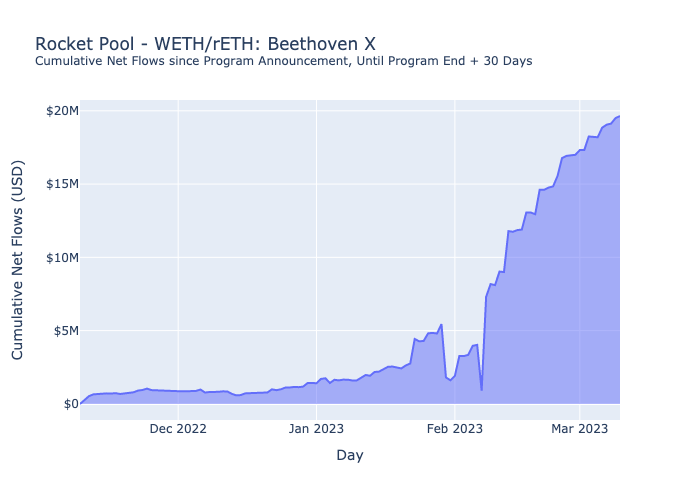 Rocket Pool - WETH/rETH: Beethoven X
Cumulative Net Flows since Program Announcement, Until Program End + 30 Days
Cumulative Net Flows (USD)
$20M
$15M
$10M
$5M
$0
Dec 2022
Jan 2023
Feb 2023
Mar 2023
Day